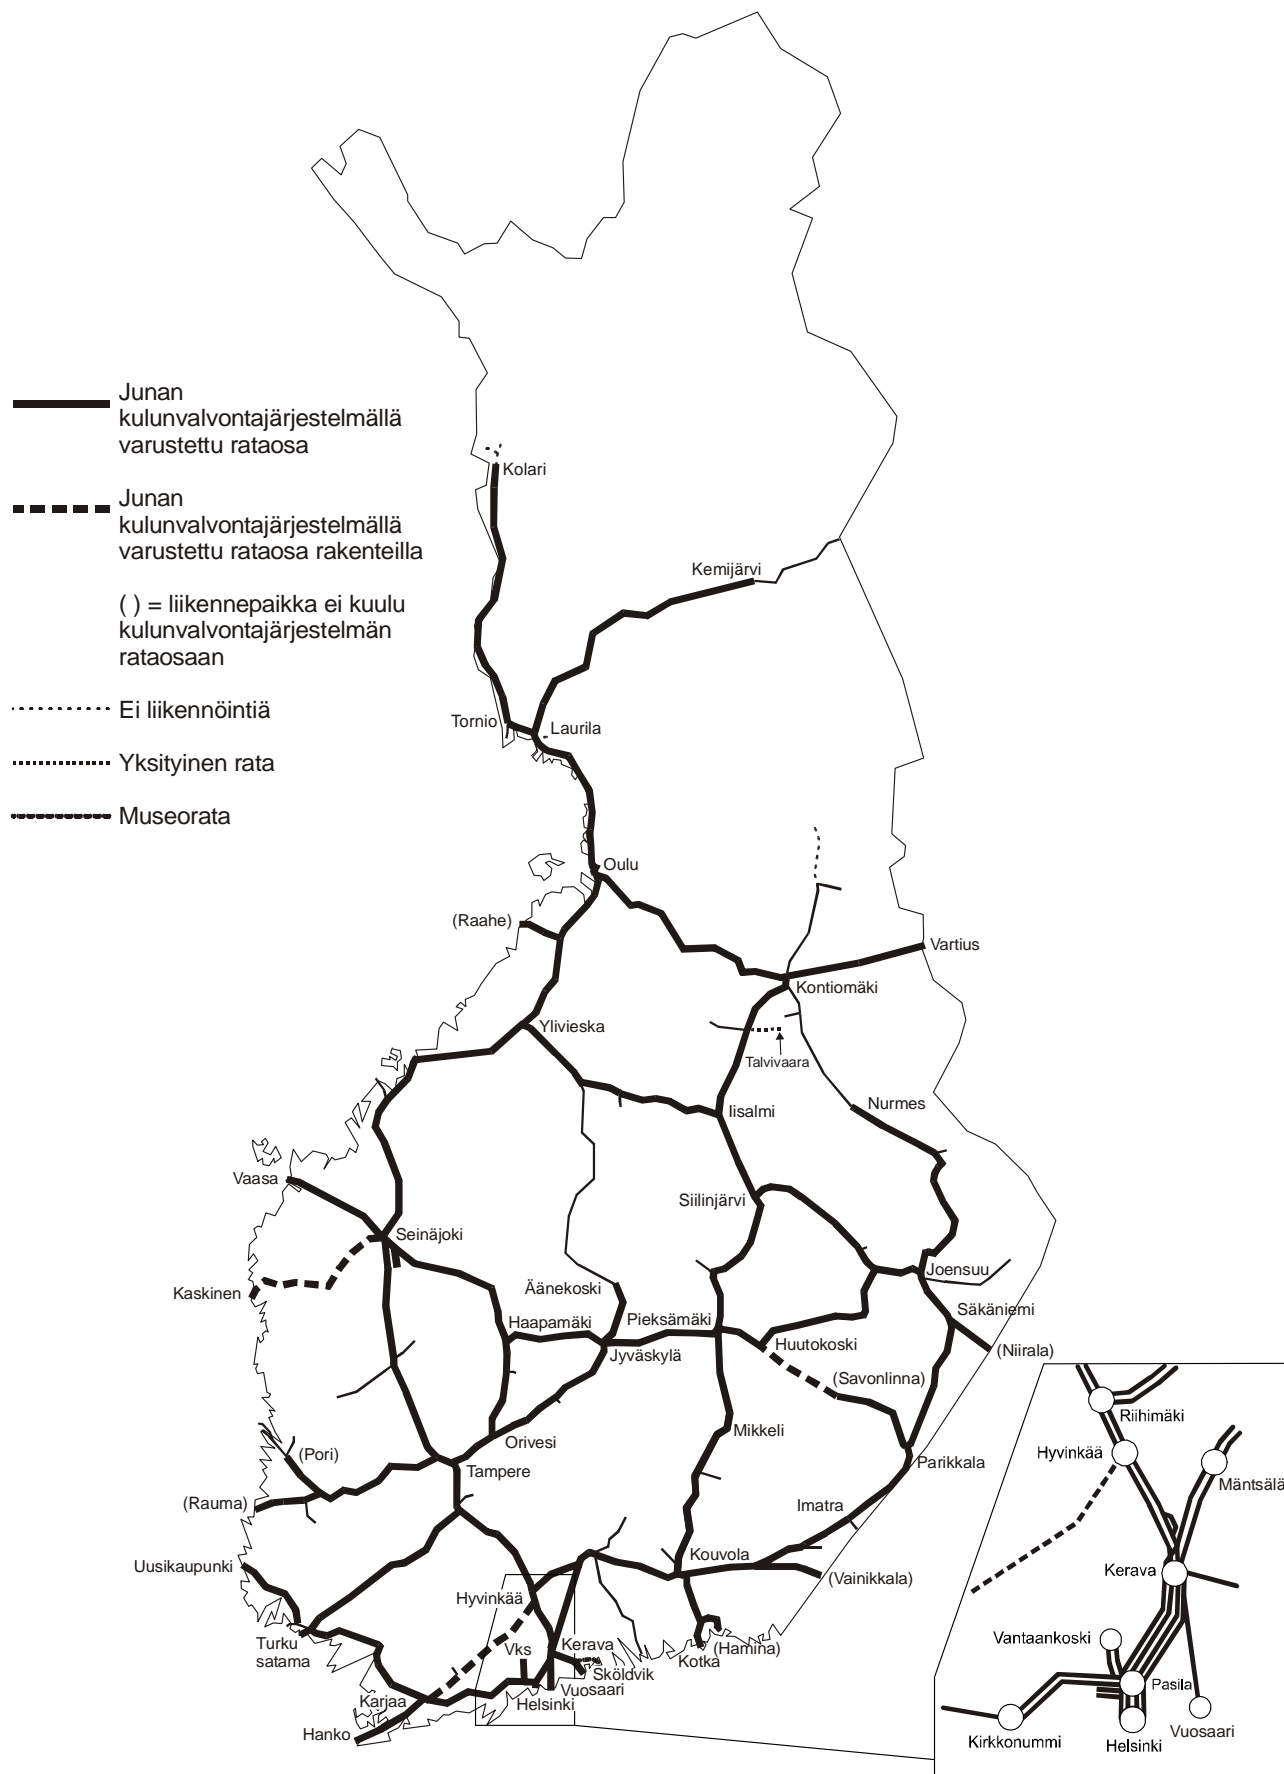 Junan
kulunvalvontajärjestelmällä
varustettu rataosa
Junan
kulunvalvontajärjestelmällä
varustettu rataosa rakenteilla
( ) = liikennepaikka ei kuulu
kulunvalvontajärjestelmän
rataosaan
Ei liikennöintiä
Yksityinen rata
Museorata
Kolari
Kemijärvi
Tornio
Laurila
Oulu
(Raahe)
Vartius
Kontiomäki
Ylivieska
Talvivaara
Iisalmi
Nurmes
Vaasa
Siilinjärvi
Seinäjoki
Joensuu
Kaskinen
Äänekoski
Säkäniemi
Haapamäki
Pieksämäki
Huutokoski
(Niirala)
Jyväskylä
(Savonlinna)
Mikkeli
Orivesi
(Pori)
Parikkala
Tampere
(Rauma)
Imatra
Uusikaupunki
Kouvola
(Vainikkala)
Hyvinkää
Turku
satama
Vks
Kerava
(Hamina)
Kotka
Sköldvik
Vuosaari
Karjaa
Helsinki
Hanko
Riihimäki
Hyvinkää
Mäntsälä
Kerava
Vantaankoski
Pasila
Vuosaari
Kirkkonummi
Helsinki